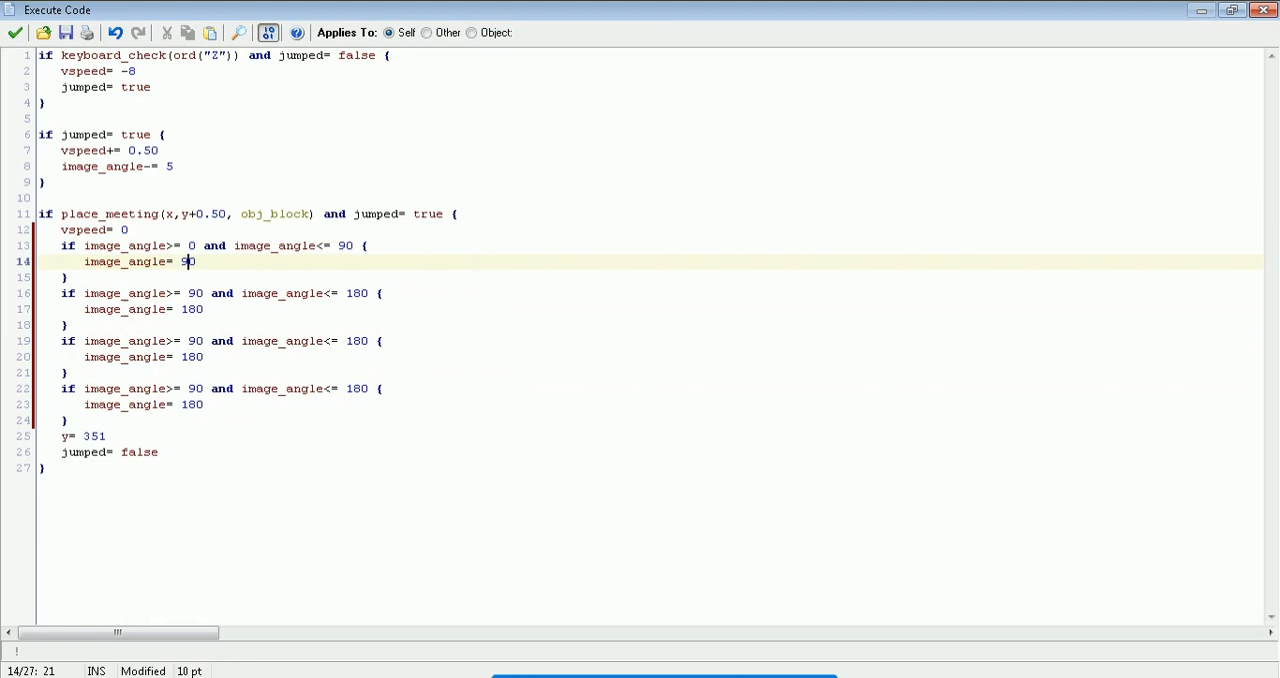 Execute Code
Applies To: Self Other Object:
1 if keyboard_check(ord("Z")) and jumped= false {
2 vspeed= -8
3 jumped= true
4 }
5
6 if jumped= true {
7 vspeed+= 0.50
8 image_angle-= 5
9 }
10
11 if place_meeting(x,y+0.50, obj_block) and jumped= true {
12 vspeed= 0
13 if image_angle>= 0 and image_angle<= 90 {
14 image_angle= 90
15 }
16 if image_angle>= 90 and image_angle<= 180 {
17 image_angle= 180
18 }
19 if image_angle>= 90 and image_angle<= 180 {
20 image_angle= 180
21 }
22 if image_angle>= 90 and image_angle<= 180 {
23 image_angle= 180
24 }
25 y= 351
26 jumped= false
27 }
!
14/27: 21 INS Modified 10 pt